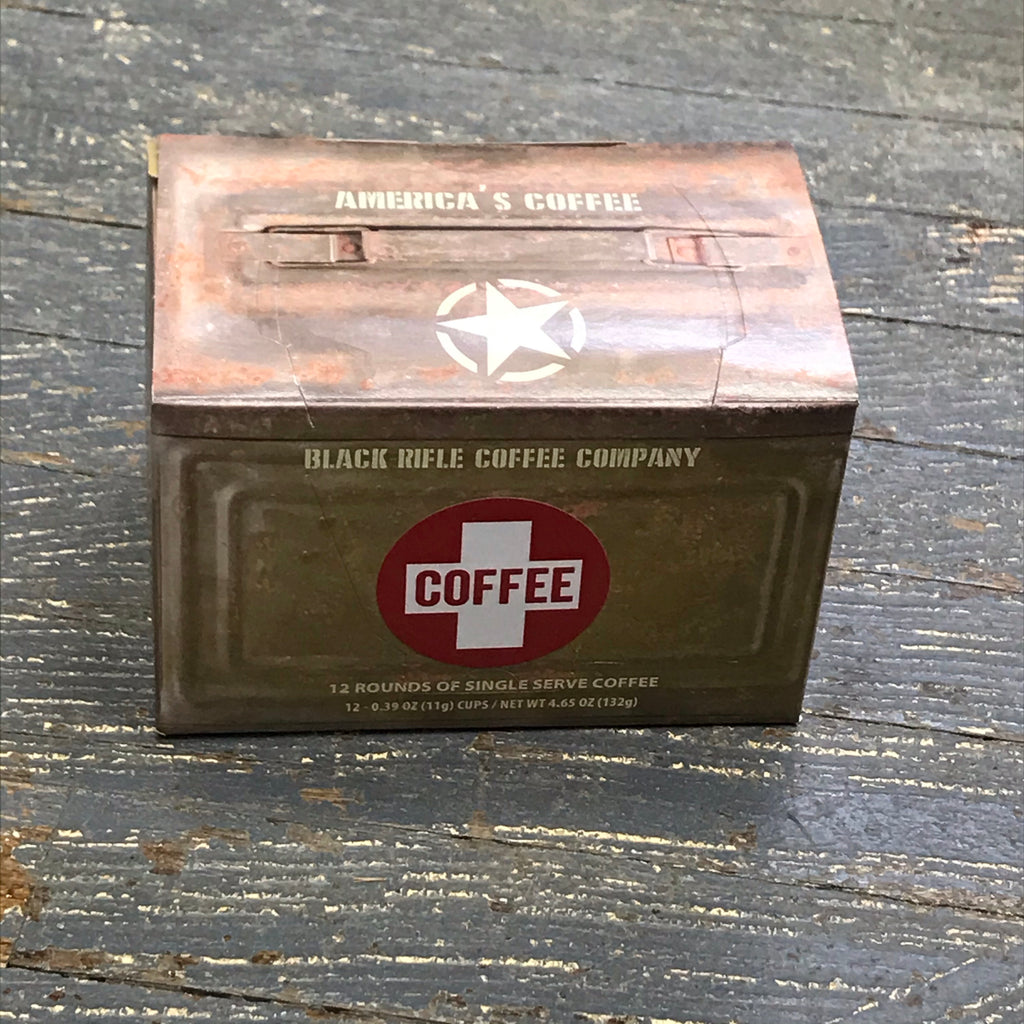 AMERICA'S COFFEE
BLACK RIFLE COFFEE COMPANY
COFFEE
12 ROUNDS OF SINGLE SERVE COFFEE
12 - 0.39 OZ (11g) CUPS / NET WT 4.65 OZ (132g)